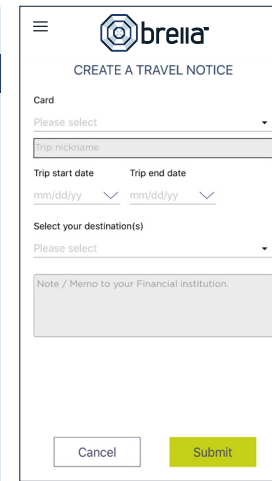 brella
CREATE A TRAVEL NOTICE
Card
Please select
Trip nickname
Trip start date Trip end date
mm/dd/yy mm/dd/yy
Select your destination(s)
Please select
Note / Memo to your Financial institution.
Cancel Submit